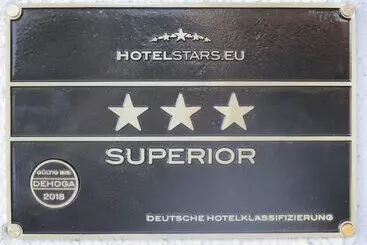 HOTELSTARS.EU
SUPERIOR
GÜLTIG BIS:
DEHOGA
2018
DEUTSCHE HOTELKLASSIFIZIERUNG